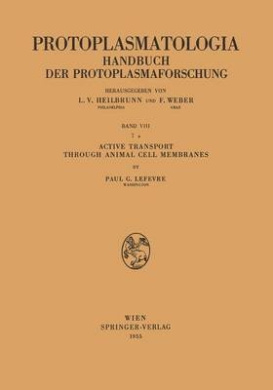 PROTOPLASMATOLOGIA
HANDBUCH
DER PROTOPLASMAFORSCHUNG
HERAUSGEGEBEN VON
L. V. HEILBRUNN UND F. WEBER
PHILADELPHIA GRAZ
BAND VIII
7 a
ACTIVE TRANSPORT
THROUGH ANIMAL CELL MEMBRANES
BY
PAUL G. LEFEVRE
WASHINGTON
WIEN
SPRINGER-VERLAG
1955